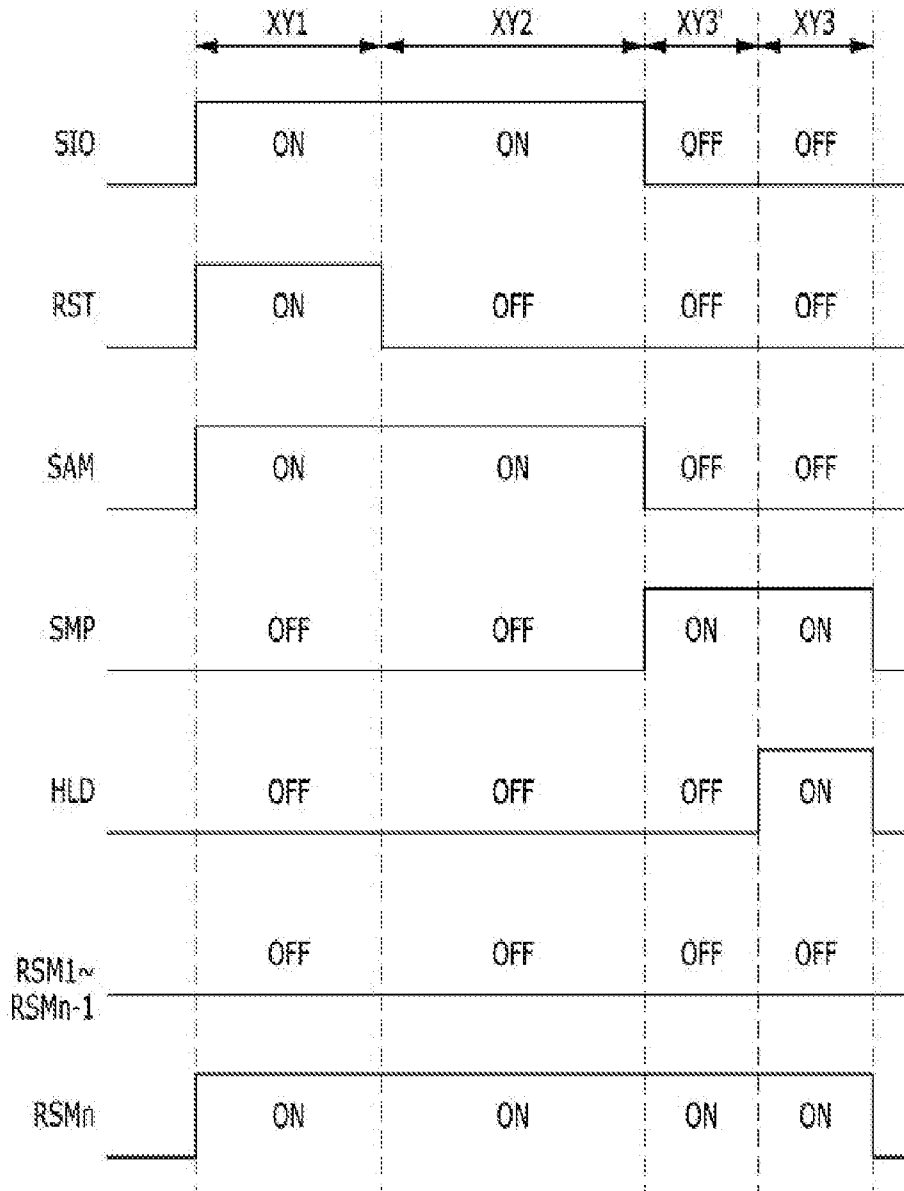 XY1 XY2 XY3' XY3
SIO ON ON OFF OFF
RST ON OFF OFF OFF
SAM ON ON OFF OFF
SMP OFF OFF ON ON
HLD OFF OFF OFF ON
RSM1~ OFF OFF OFF OFF
RSMn-1
RSMn ON ON ON ON